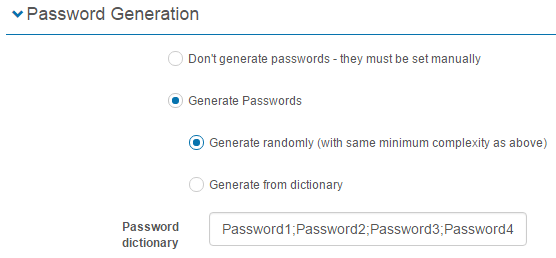 Password Generation
Don't generate passwords - they must be set manually
Generate Passwords
Generate randomly (with same minimum complexity as above)
Generate from dictionary
Password
dictionary
Password1;Password2;Password3;Password4